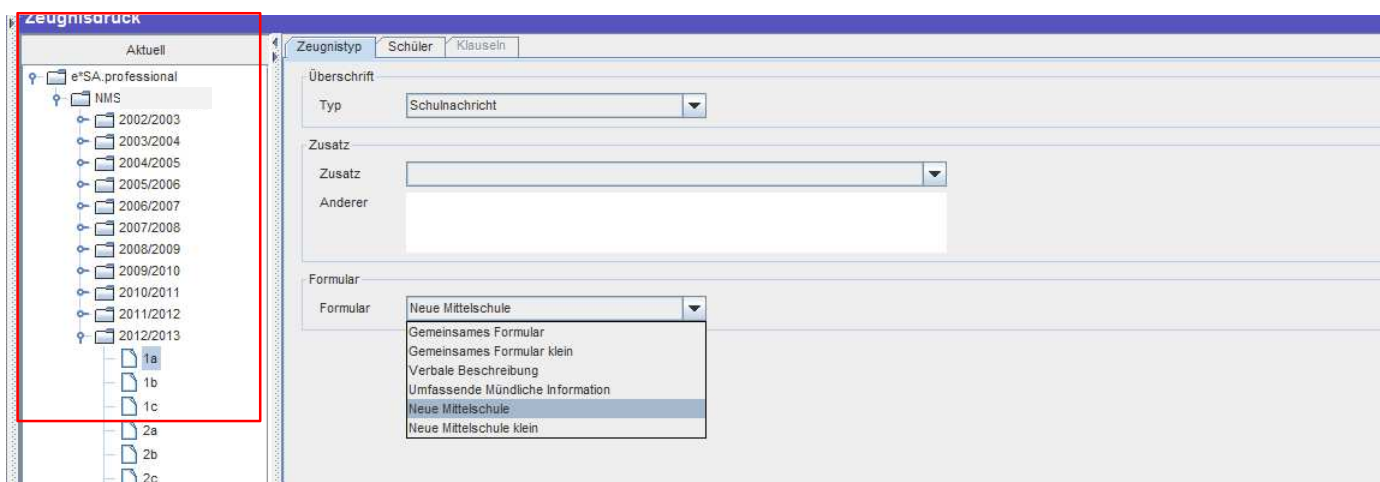 Zeugnisdruck
Aktuell
e*SA.professional
NMS
2002/2003
2003/2004
2004/2005
2005/2006
2006/2007
2007/2008
2008/2009
2009/2010
2010/2011
2011/2012
2012/2013
1a
1b
1c
2a
2b
2c
Zeugnistyp Schüler Klauseln
Überschrift
Typ Schulnachricht
Zusatz
Zusatz
Anderer
Formular
Formular Neue Mittelschule
Gemeinsames Formular
Gemeinsames Formular klein
Verbale Beschreibung
Umfassende Mündliche Information
Neue Mittelschule
Neue Mittelschule klein